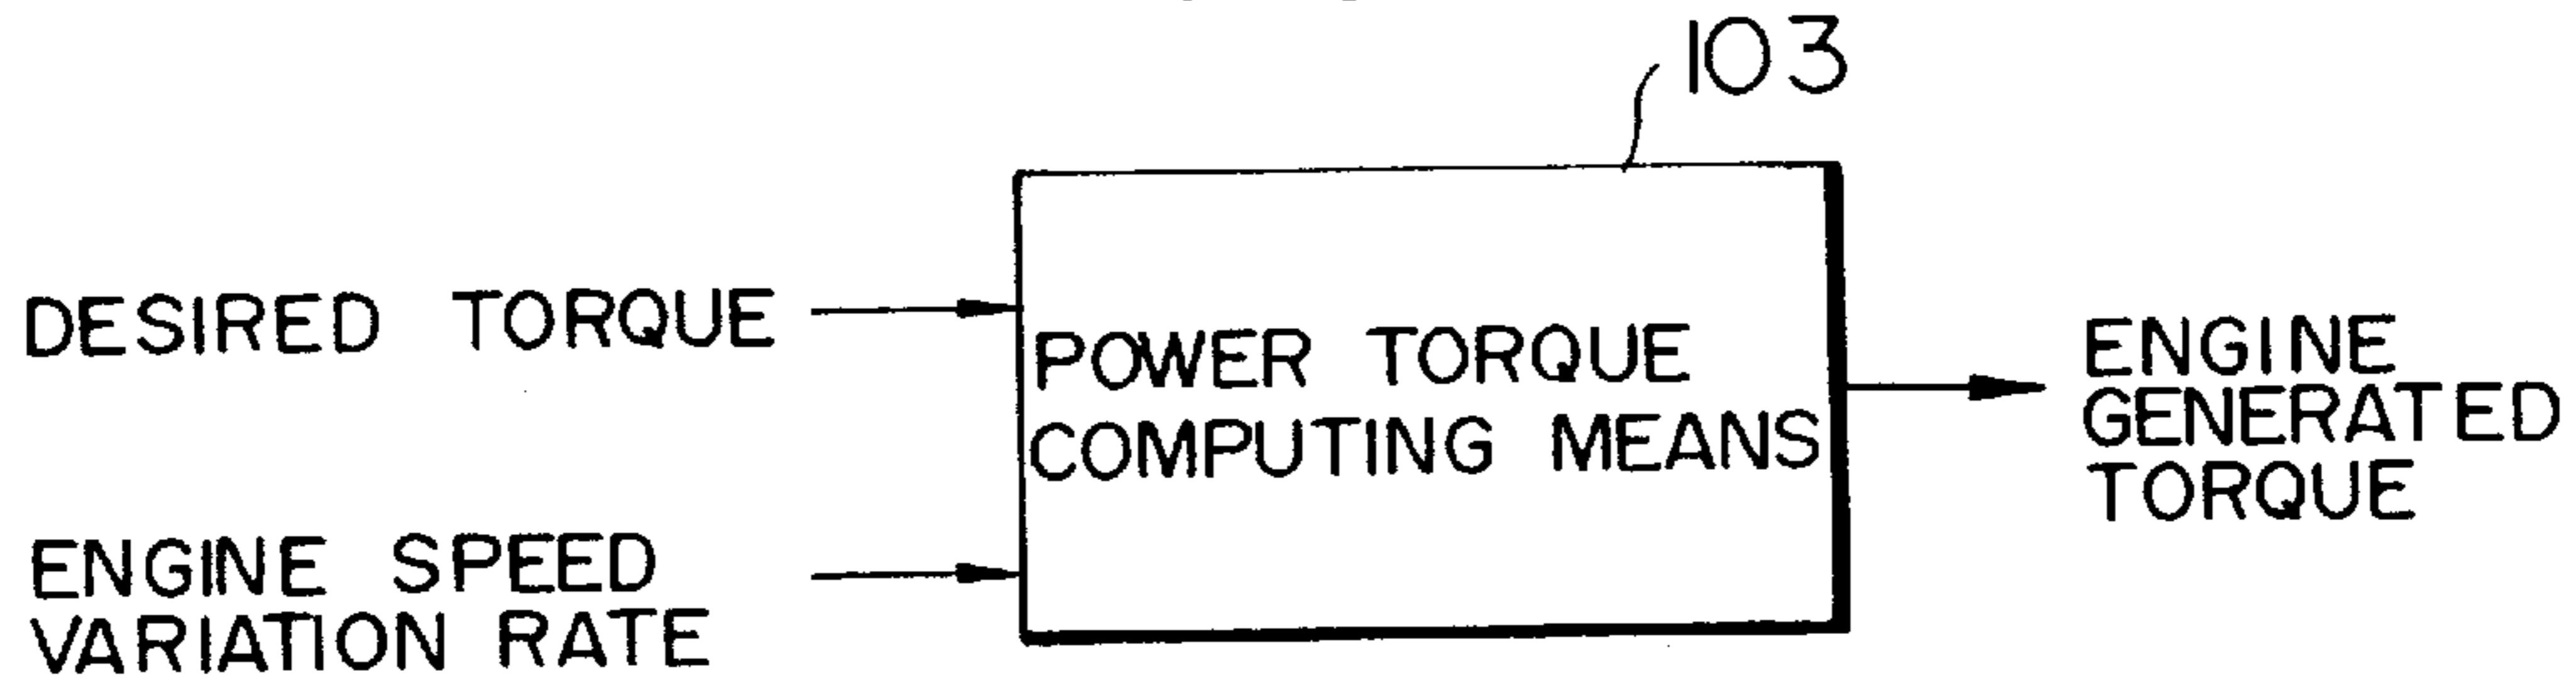 103
DESIRED TORQUE
ENGINE SPEED
VARIATION RATE
POWER TORQUE
COMPUTING MEANS
ENGINE
GENERATED
TORQUE